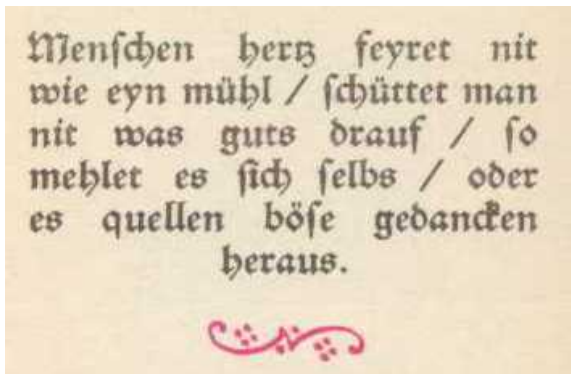 Menſchen hertz feyret nit
wie eyn mühl / ſchüttet man
nit was guts drauf / ſo
mehlet es ſich ſelbs / oder
es quellen böſe gedancken
heraus.